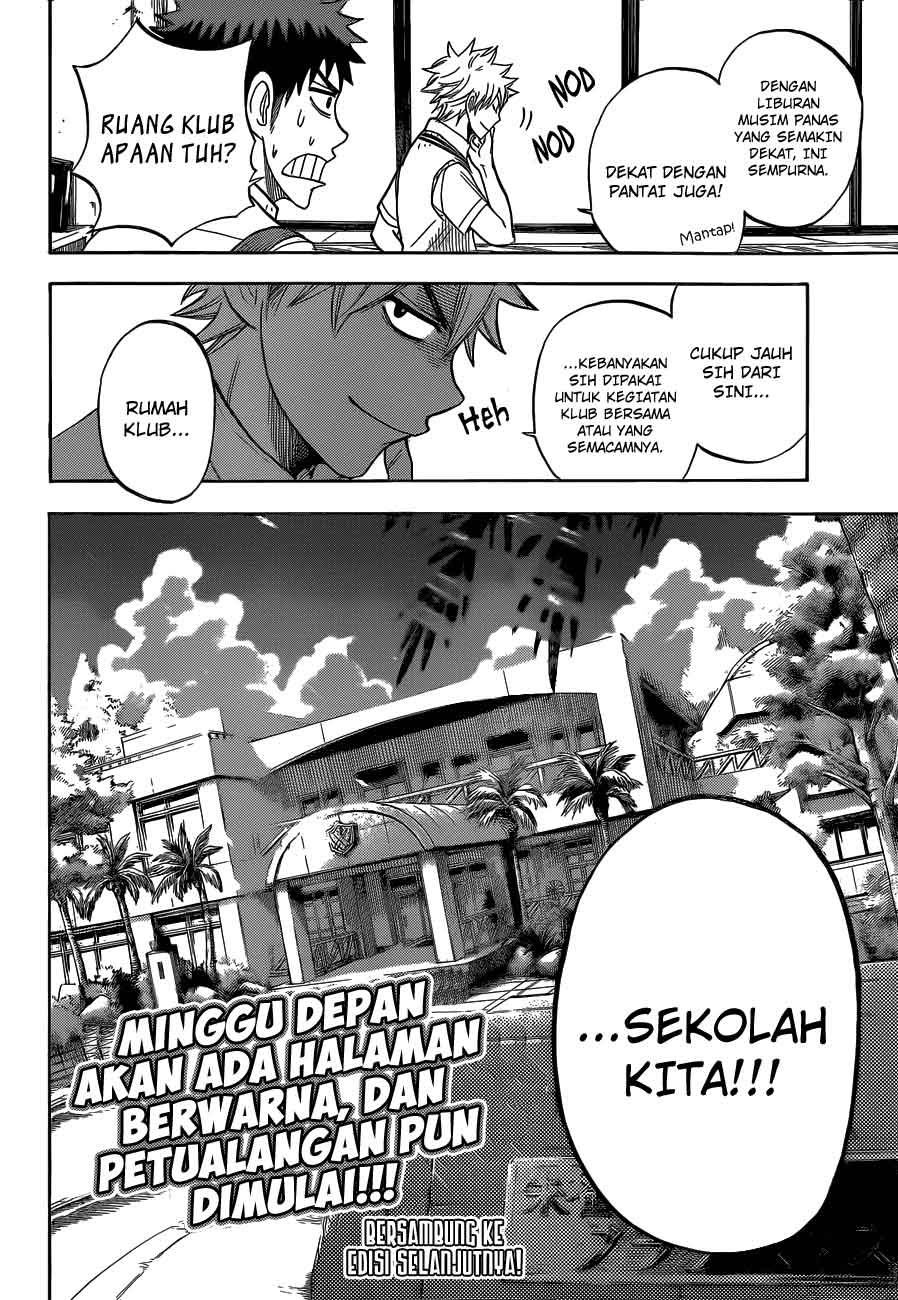 DENGAN
LIBURAN
MUSIM PANAS
YANG SEMAKIN
DEKAT, INI
SEMPURNA.
DEKAT DENGAN
PANTAI JUGA!
Mantap!
NOD
NOD
RUANG KLUB
APAAN TUH?
CUKUP JAUH
SIH DARI
SINI...
...KEBANYAKAN
SIH DIPAKAI
UNTUK KEGIATAN
KLUB BERSAMA
ATAU YANG
SEMACAMNYA.
Heh
RUMAH
KLUB...
...SEKOLAH
KITA!!!
MINGGU DEPAN
AKAN ADA HALAMAN
BERWARNA, DAN
PETUALANGAN PUN
DIMULAI!!!
BERSAMBUNG KE
EDISI SELANJUTNYA!